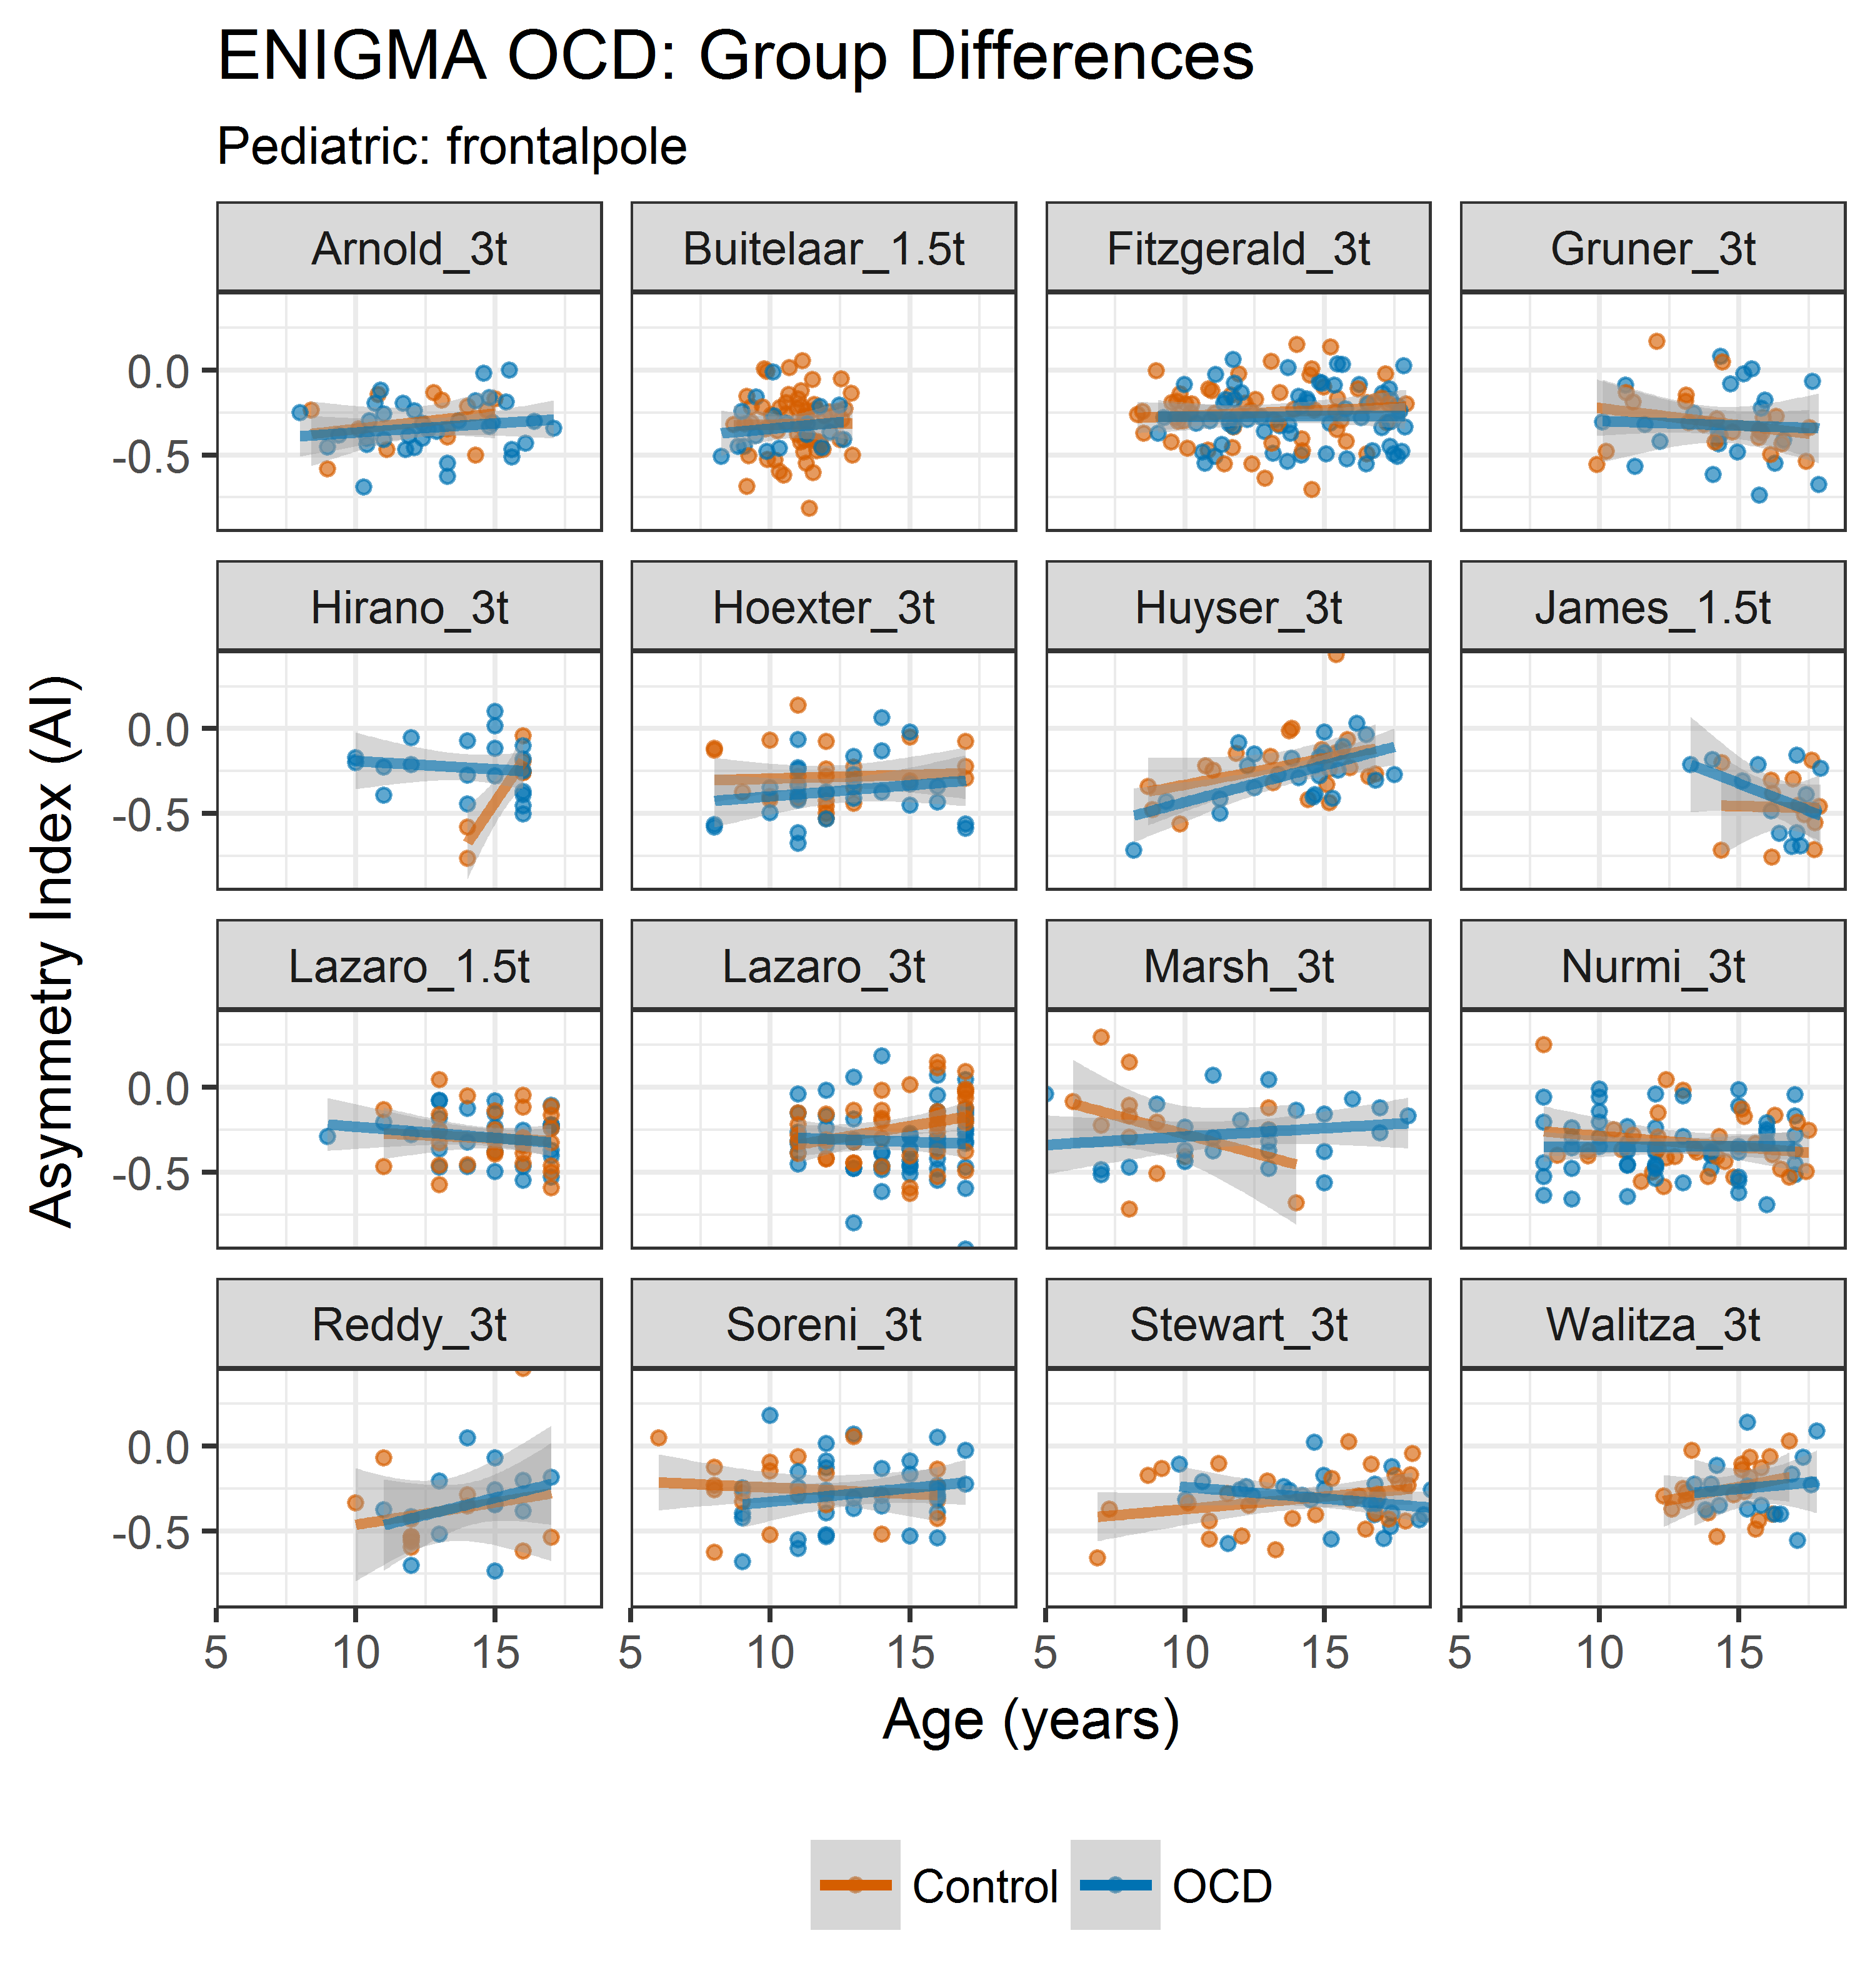 ENIGMA OCD: Group Differences
Pediatric: frontalpole
Arnold_3t Buitelaar_1.5t Fitzgerald_3t Gruner_3t
0.0
-0.5
Hirano_3t Hoexter_3t Huyser_3t James_1.5t
0.0
-0.5
Asymmetry Index (AI)
Lazaro_1.5t Lazaro_3t Marsh_3t Nurmi_3t
0.0
-0.5
Reddy_3t Soreni_3t Stewart_3t Walitza_3t
0.0
-0.5
5 10 15 5 10 15 5 10 15 5 10 15
Age (years)
Control OCD